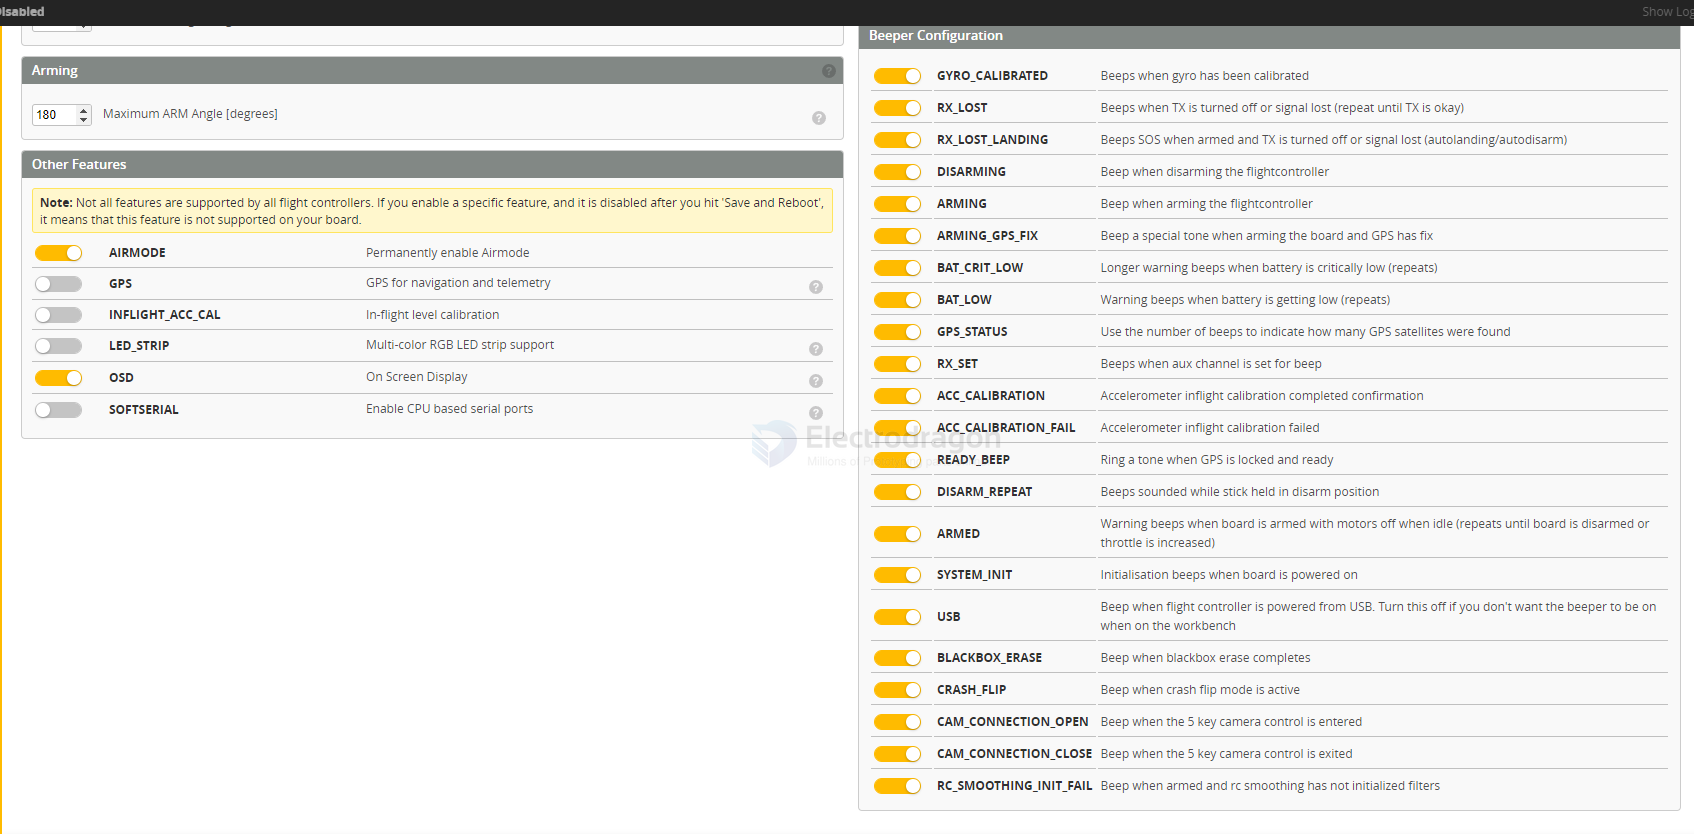 Disabled
Show Log
Arming
180 Maximum ARM Angle [degrees]
Other Features
Note: Not all features are supported by all flight controllers. If you enable a specific feature, and it is disabled after you hit 'Save and Reboot',
it means that this feature is not supported on your board.
AIRMODE Permanently enable Airmode
GPS GPS for navigation and telemetry
INFLIGHT_ACC_CAL In-flight level calibration
LED_STRIP Multi-color RGB LED strip support
OSD On Screen Display
SOFTSERIAL Enable CPU based serial ports
Beeper Configuration
GYRO_CALIBRATED Beeps when gyro has been calibrated
RX_LOST Beeps when TX is turned off or signal lost (repeat until TX is okay)
RX_LOST_LANDING Beeps SOS when armed and TX is turned off or signal lost (autolanding/autodisarm)
DISARMING Beep when disarming the flightcontroller
ARMING Beep when arming the flightcontroller
ARMING_GPS_FIX Beep a special tone when arming the board and GPS has fix
BAT_CRIT_LOW Longer warning beeps when battery is critically low (repeats)
BAT_LOW Warning beeps when battery is getting low (repeats)
GPS_STATUS Use the number of beeps to indicate how many GPS satellites were found
RX_SET Beeps when aux channel is set for beep
ACC_CALIBRATION Accelerometer inflight calibration completed confirmation
ACC_CALIBRATION_FAIL Accelerometer inflight calibration failed
READY_BEEP Ring a tone when GPS is locked and ready
DISARM_REPEAT Beeps sounded while stick held in disarm position
ARMED Warning beeps when board is armed with motors off when idle (repeats until board is disarmed or
throttle is increased)
SYSTEM_INIT Initialisation beeps when board is powered on
USB Beep when flight controller is powered from USB. Turn this off if you don't want the beeper to be on
when on the workbench
BLACKBOX_ERASE Beep when blackbox erase completes
CRASH_FLIP Beep when crash flip mode is active
CAM_CONNECTION_OPEN Beep when the 5 key camera control is entered
CAM_CONNECTION_CLOSE Beep when the 5 key camera control is exited
RC_SMOOTHING_INIT_FAIL Beep when armed and rc smoothing has not initialized filters
Electrodragon
Millions of